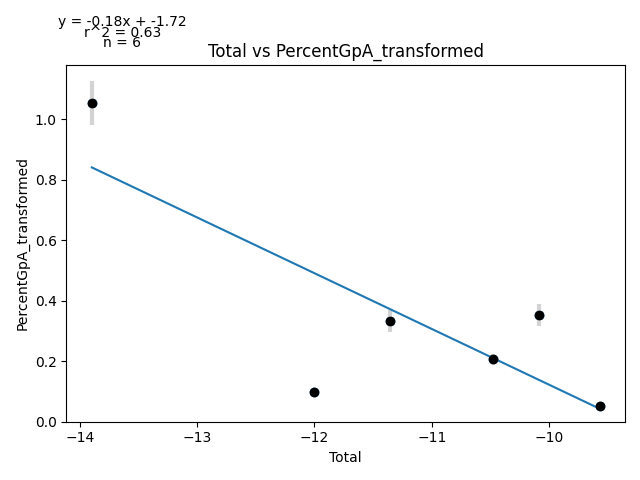 y = -0.18x + -1.72
r^2 = 0.63
n = 6
Total vs PercentGpA_transformed
PercentGpA_transformed
1.0
0.8
0.6
0.4
0.2
0.0
−14 −13 −12 −11 −10
Total